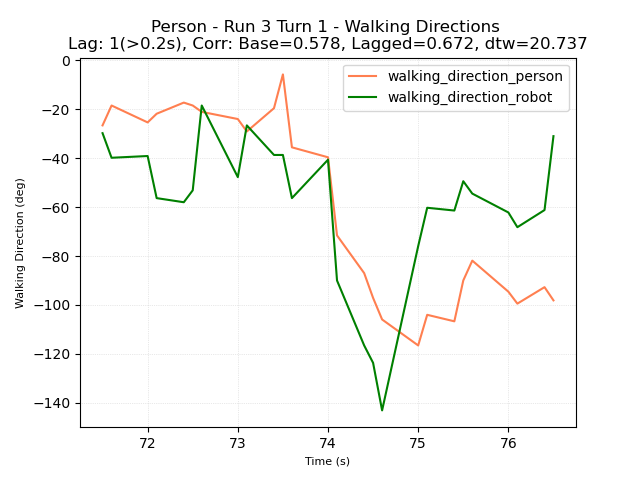 Person - Run 3 Turn 1 - Walking Directions
Lag: 1(>0.2s), Corr: Base=0.578, Lagged=0.672, dtw=20.737
walking_direction_person
walking_direction_robot
0
−20
−40
−60
−80
−100
−120
−140
Walking Direction (deg)
72 73 74 75 76
Time (s)